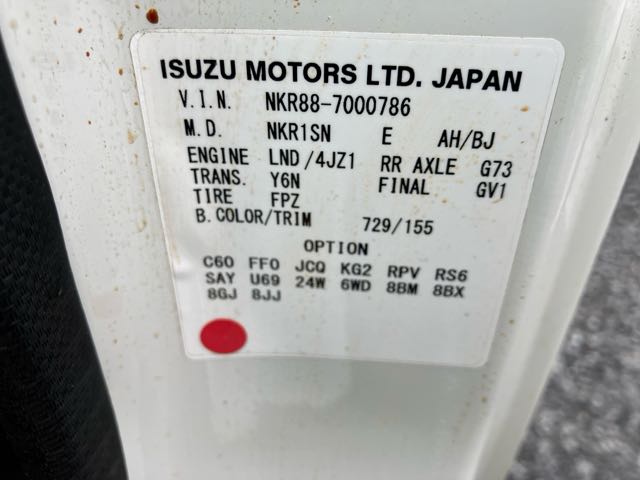 ISUZU MOTORS LTD. JAPAN
V.I.N. NKR88-7000786
M.D. NKR1SN E AH/BJ
ENGINE LND/4JZ1 RR AXLE G73
TRANS. Y6N FINAL GV1
TIRE FPZ
B.COLOR/TRIM 729/155
OPTION
C60 FF0 JCQ KG2 RPV RS6
SAY U69 24W 6WD 8BM 8BX
8GJ 8JJ